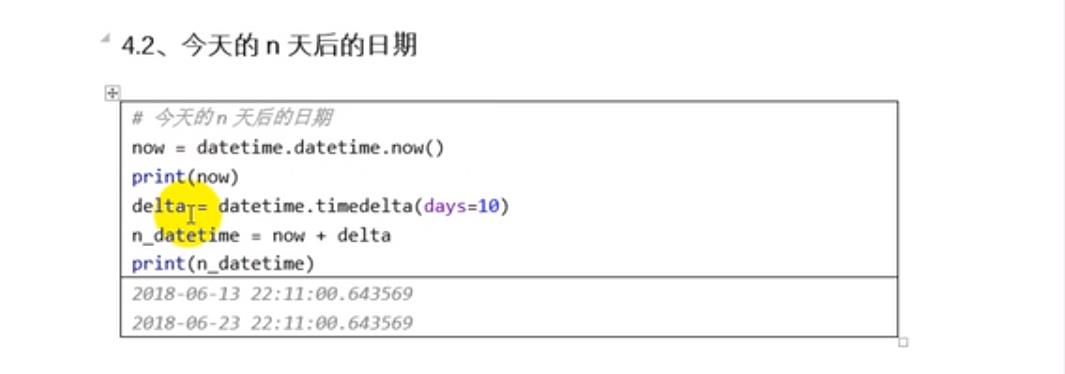 4.2、今天的 n 天后的日期
# 今天的 n 天后的日期
now = datetime.datetime.now()
print(now)
delta = datetime.timedelta(days=10)
n_datetime = now + delta
print(n_datetime)
2018-06-13 22:11:00.643569
2018-06-23 22:11:00.643569